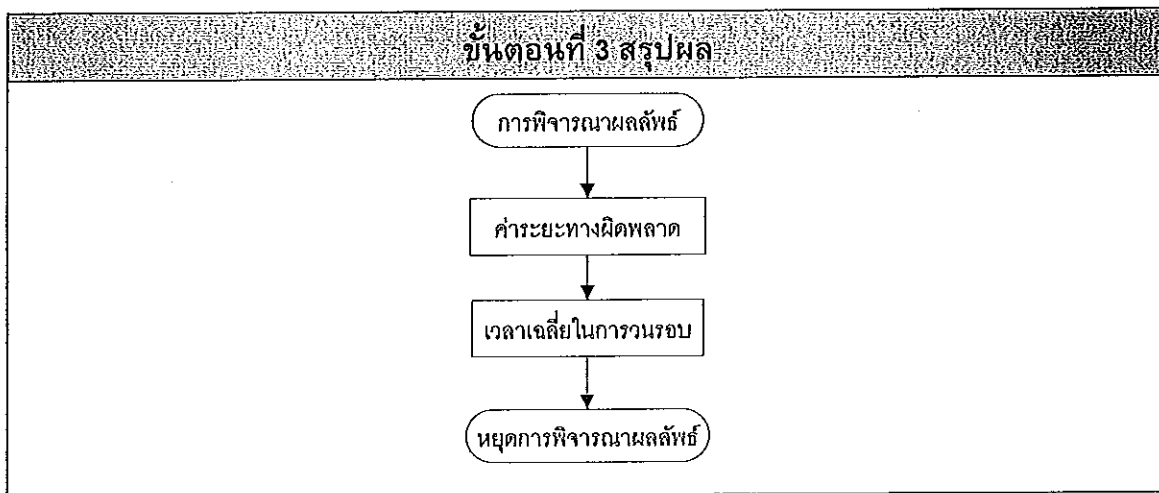 ขั้นตอนที่ 3 สรุปผล
การพิจารณาผลลัพธ์
ค่าระยะทางผิดพลาด
เวลาเฉลี่ยในการวนรอบ
หยุดการพิจารณาผลลัพธ์